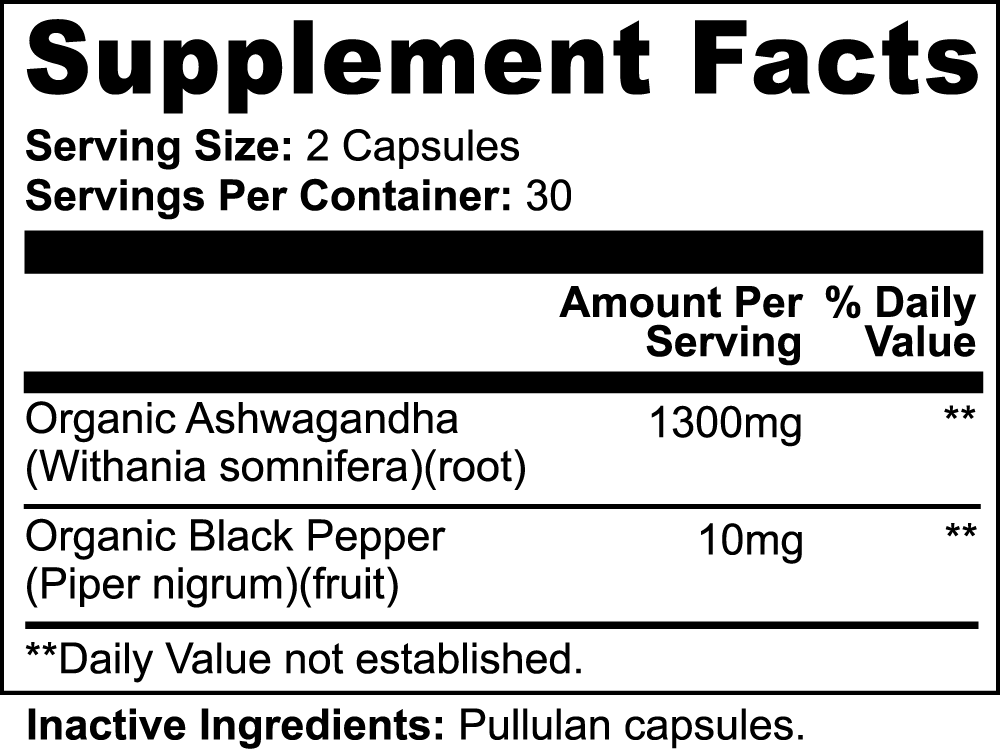 Supplement Facts
Serving Size: 2 Capsules
Servings Per Container: 30
Amount Per Serving
% Daily Value
Organic Ashwagandha 1300mg **
(Withania somnifera)(root)
Organic Black Pepper 10mg **
(Piper nigrum)(fruit)
**Daily Value not established.
Inactive Ingredients: Pullulan capsules.